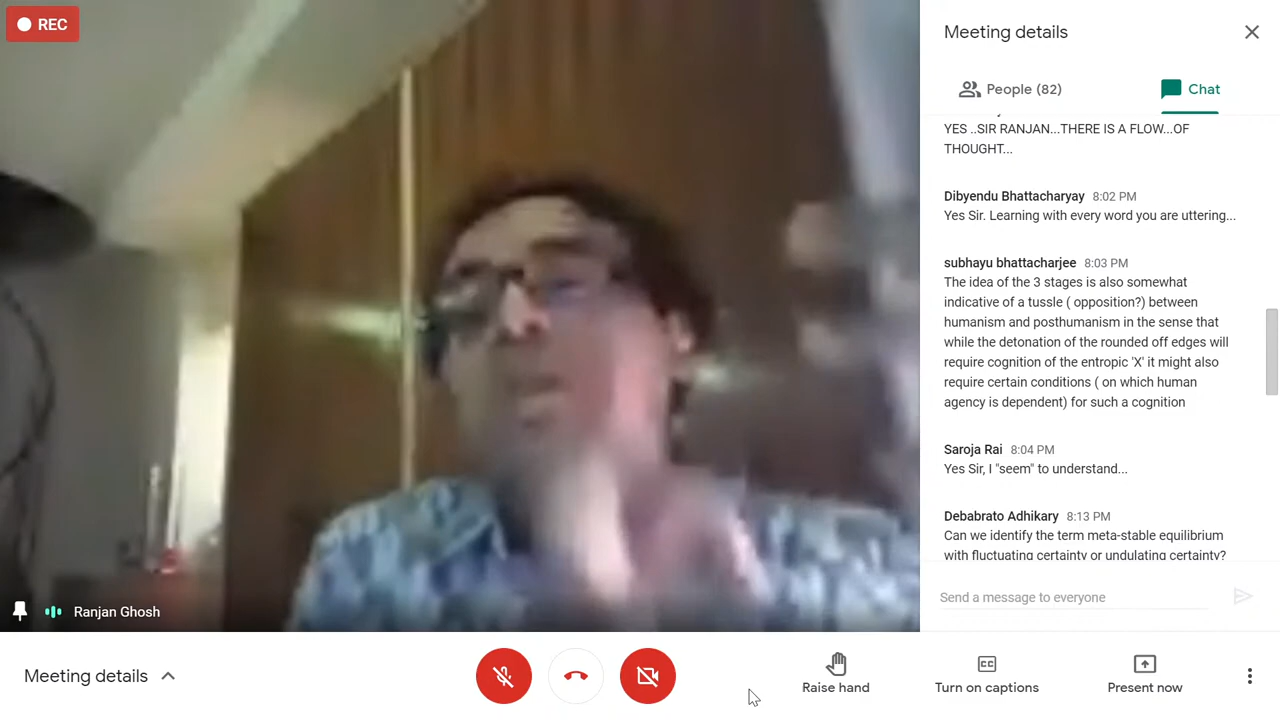 REC
Meeting details
People (82)
Chat
YES ..SIR RANJAN...THERE IS A FLOW...OF
THOUGHT...
Dibyendu Bhattacharyay 8:02 PM
Yes Sir. Learning with every word you are uttering...
subhayu bhattacharjee 8:03 PM
The idea of the 3 stages is also somewhat
indicative of a tussle ( opposition?) between
humanism and posthumanism in the sense that
while the detonation of the rounded off edges will
require cognition of the entropic 'X' it might also
require certain conditions ( on which human
agency is dependent) for such a cognition
Saroja Rai 8:04 PM
Yes Sir, I "seem" to understand...
Debabrato Adhikary 8:13 PM
Can we identify the term meta-stable equilibrium
with fluctuating certainty or undulating certainty?
Send a message to everyone
Ranjan Ghosh
Meeting details
Raise hand
CC
Turn on captions
Present now